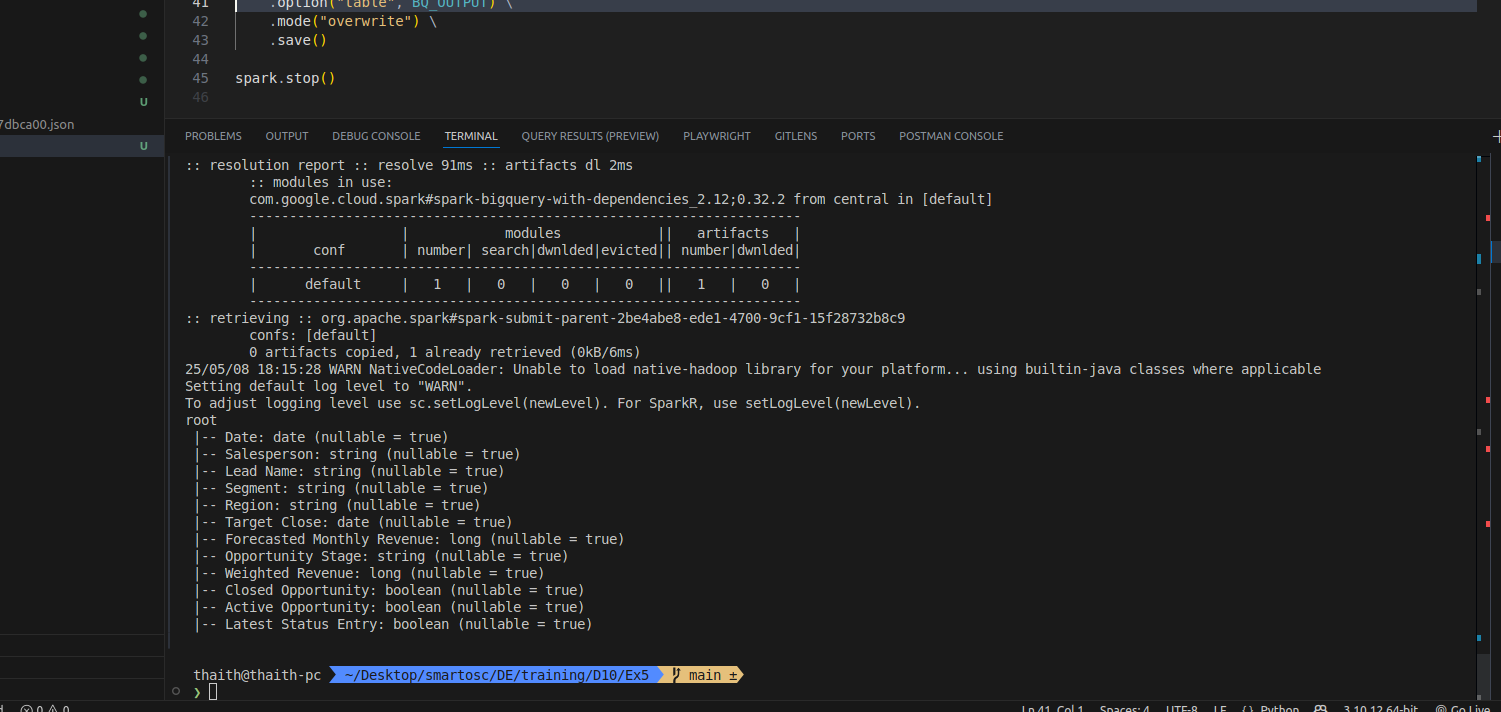 41 .option("table", BQ_OUTPUT) \
42 .mode("overwrite") \
43 .save()
44
45 spark.stop()
46
U
7dbca00.json
U
PROBLEMS OUTPUT DEBUG CONSOLE TERMINAL QUERY RESULTS (PREVIEW) PLAYWRIGHT GITLENS PORTS POSTMAN CONSOLE
:: resolution report :: resolve 91ms :: artifacts dl 2ms
:: modules in use:
com.google.cloud.spark#spark-bigquery-with-dependencies_2.12;0.32.2 from central in [default]
---------------------------------------------------------------------
| | modules || artifacts |
| conf | number| search|dwnlded|evicted|| number|dwnlded|
---------------------------------------------------------------------
| default | 1 | 0 | 0 | 0 || 1 | 0 |
---------------------------------------------------------------------
:: retrieving :: org.apache.spark#spark-submit-parent-2be4abe8-ede1-4700-9cf1-15f28732b8c9
confs: [default]
0 artifacts copied, 1 already retrieved (0kB/6ms)
25/05/08 18:15:28 WARN NativeCodeLoader: Unable to load native-hadoop library for your platform... using builtin-java classes where applicable
Setting default log level to "WARN".
To adjust logging level use sc.setLogLevel(newLevel). For SparkR, use setLogLevel(newLevel).
root
|-- Date: date (nullable = true)
|-- Salesperson: string (nullable = true)
|-- Lead Name: string (nullable = true)
|-- Segment: string (nullable = true)
|-- Region: string (nullable = true)
|-- Target Close: date (nullable = true)
|-- Forecasted Monthly Revenue: long (nullable = true)
|-- Opportunity Stage: string (nullable = true)
|-- Weighted Revenue: long (nullable = true)
|-- Closed Opportunity: boolean (nullable = true)
|-- Active Opportunity: boolean (nullable = true)
|-- Latest Status Entry: boolean (nullable = true)
thaith@thaith-pc ~/Desktop/smartosc/DE/training/D10/Ex5 main ±
❯
0 0 Ln 41, Col 1 Spaces: 4 UTF-8 LF {} Python 3.10.12 64-bit Go Live